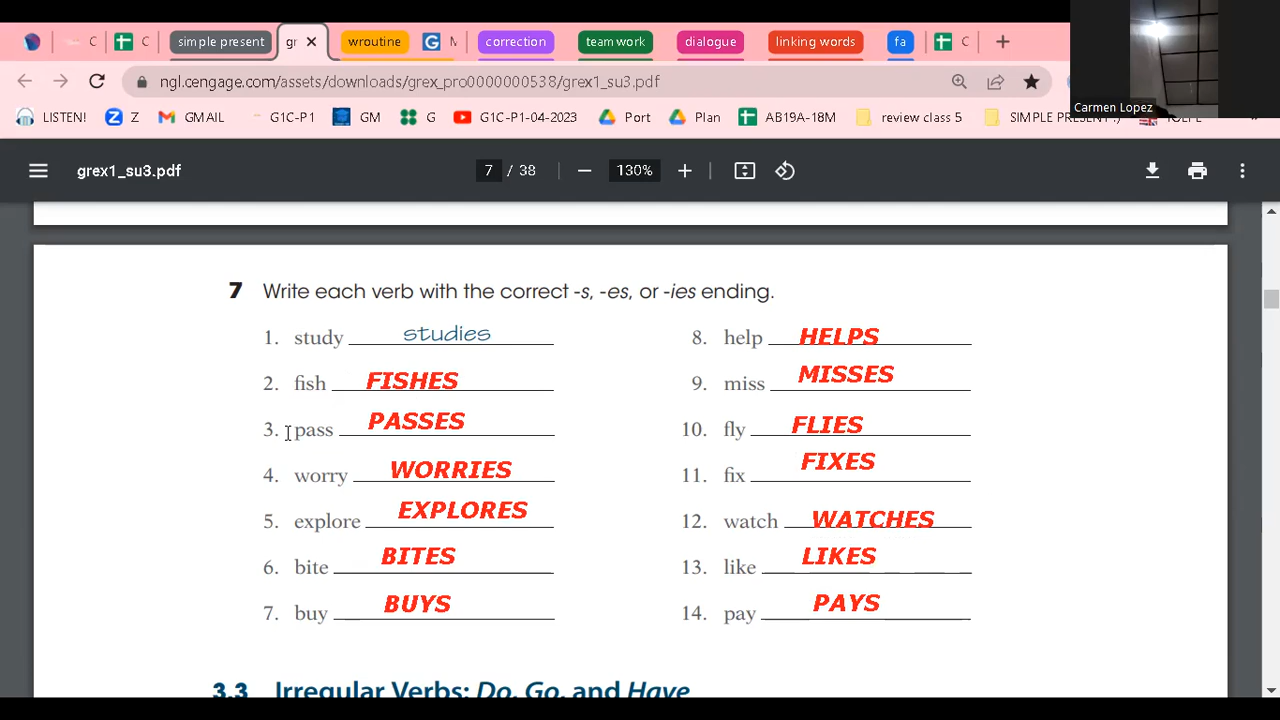 C
C
simple present
gr
wroutine
M
correction
team work
dialogue
linking words
fa
C
ngl.cengage.com/assets/downloads/grex_pro0000000538/grex1_su3.pdf
Carmen Lopez
LISTEN!
Z
GMAIL
G1C-P1
GM
G
G1C-P1-04-2023
Port
Plan
AB19A-18M
review class 5
SIMPLE PRESENT :)
grex1_su3.pdf
7 / 38
130%
7 Write each verb with the correct -s, -es, or -ies ending.
1. study studies
2. fish FISHES
3. pass PASSES
4. worry WORRIES
5. explore EXPLORES
6. bite BITES
7. buy BUYS
8. help HELPS
9. miss MISSES
10. fly FLIES
11. fix FIXES
12. watch WATCHES
13. like LIKES
14. pay PAYS
3.3 Irregular Verbs: Do, Go, and Have